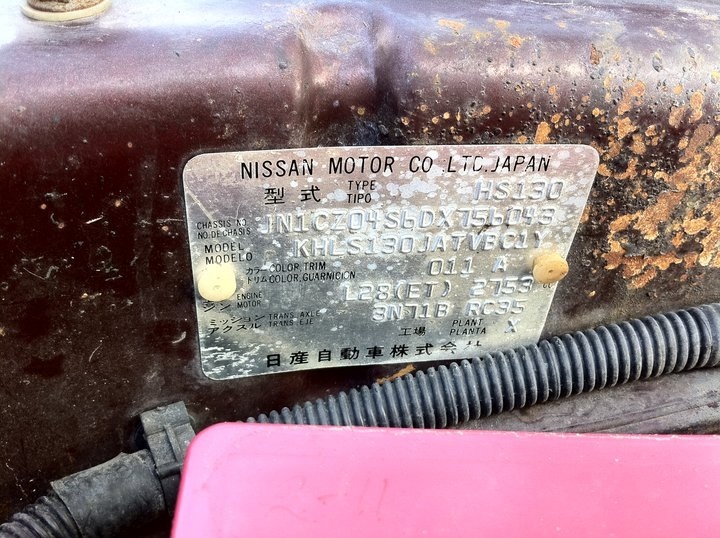 NISSAN MOTOR CO.,LTD.JAPAN
型式 TYPE TIPO HS130
CHASSIS NO. NO.DE CHASIS JN1CZ04S6DX756043
MODEL MODELO KHLS130JATVBC1Y
カラー トリム COLOR,TRIM COLOR,GUARNICION 011 A
エンジン ENGINE MOTOR L28(ET) 2753 cc
ミッション アクスル TRANS.AXLE TRANS.EJE 3N71B RC35
工場 PLANT PLANTA X
日産自動車株式会社